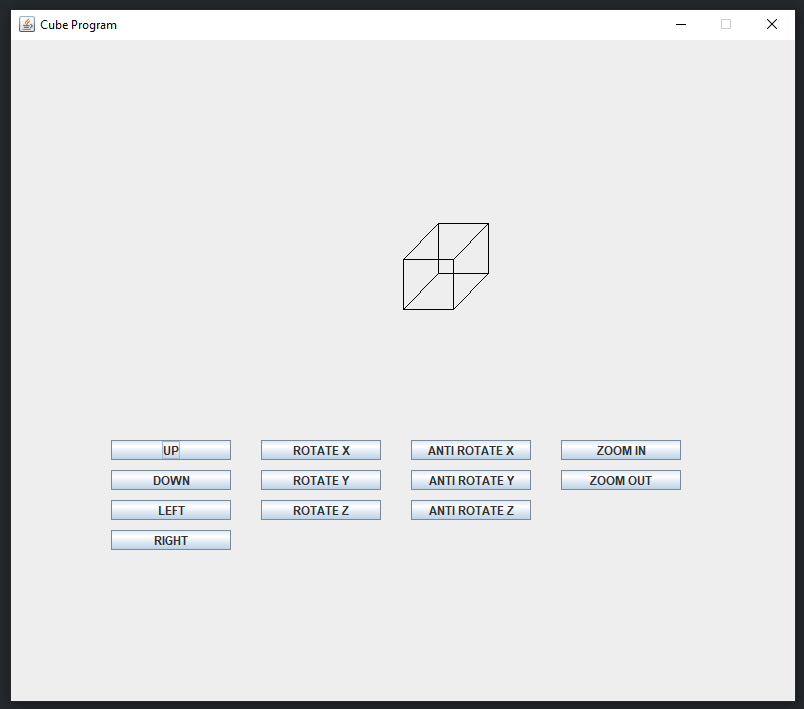 Cube Program
UP ROTATE X ANTI ROTATE X ZOOM IN
DOWN ROTATE Y ANTI ROTATE Y ZOOM OUT
LEFT ROTATE Z ANTI ROTATE Z
RIGHT